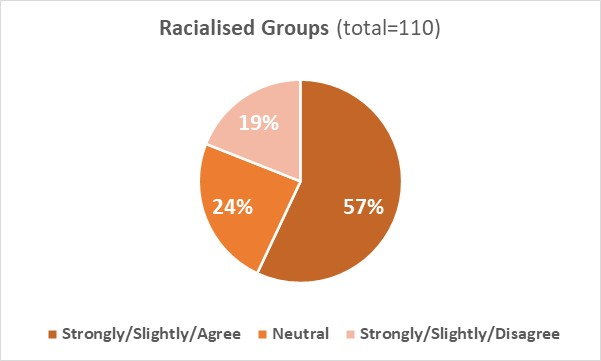 Racialised Groups (total=110)
19%
24%
57%
Strongly/Slightly/Agree Neutral Strongly/Slightly/Disagree